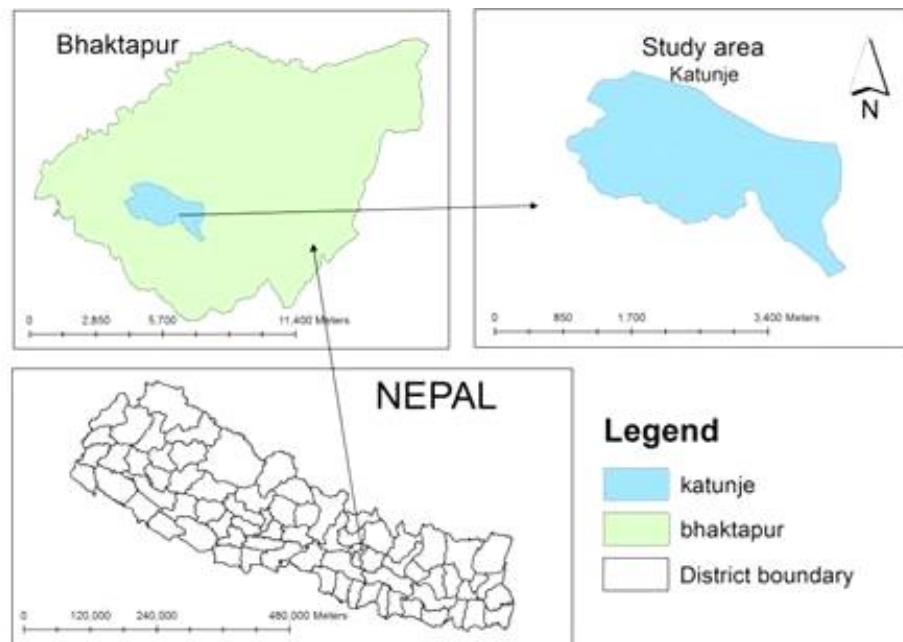 Bhaktapur
0 2,850 5,700 11,400 Meters
Study area
Katunje
N
0 850 1,700 3,400 Meters
NEPAL
0 120,000 240,000 480,000 Meters
Legend
katunje
bhaktapur
District boundary